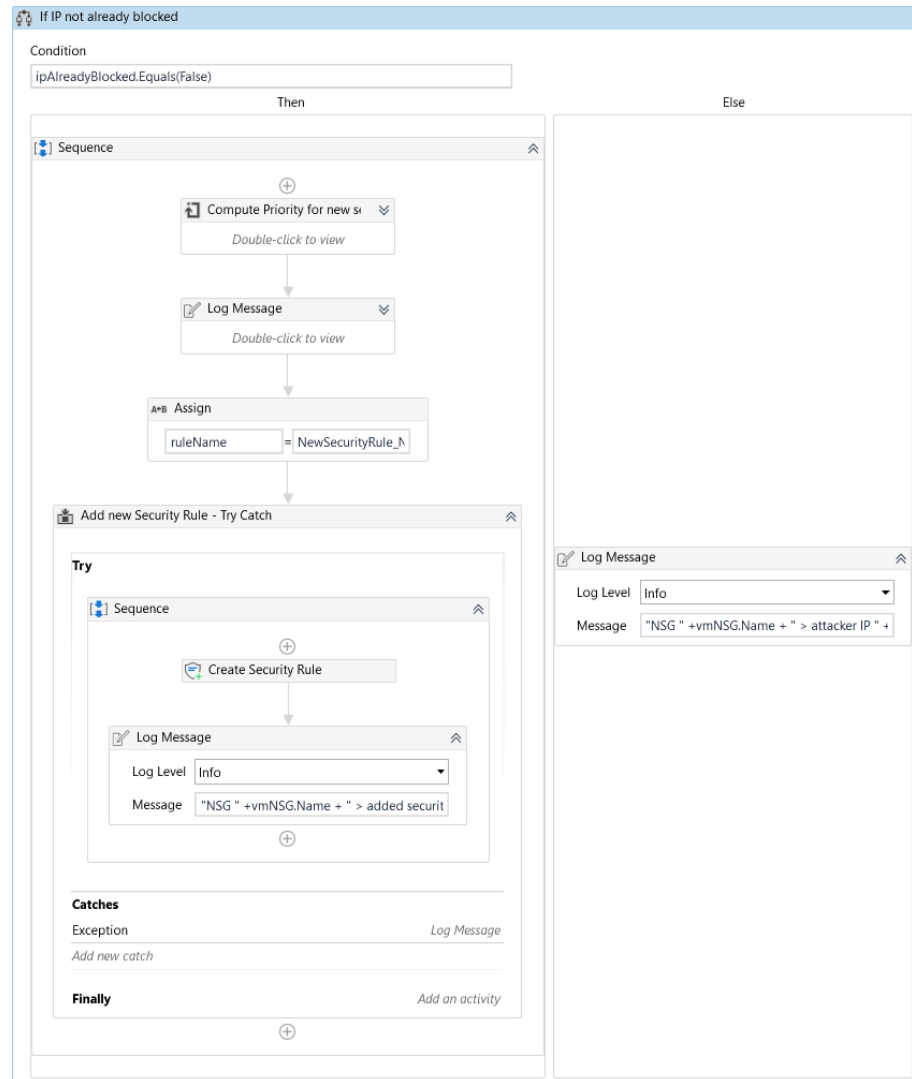 If IP not already blocked
Condition
ipAlreadyBlocked.Equals(False)
Then
Else
Sequence
Compute Priority for new se
Double-click to view
Log Message
Double-click to view
A+B Assign
ruleName = NewSecurityRule_N
Add new Security Rule - Try Catch
Try
Sequence
Create Security Rule
Log Message
Log Level Info
Message "NSG " +vmNSG.Name + " > added securit
Catches
Exception Log Message
Add new catch
Finally Add an activity
Log Message
Log Level Info
Message "NSG " +vmNSG.Name + " > attacker IP " +